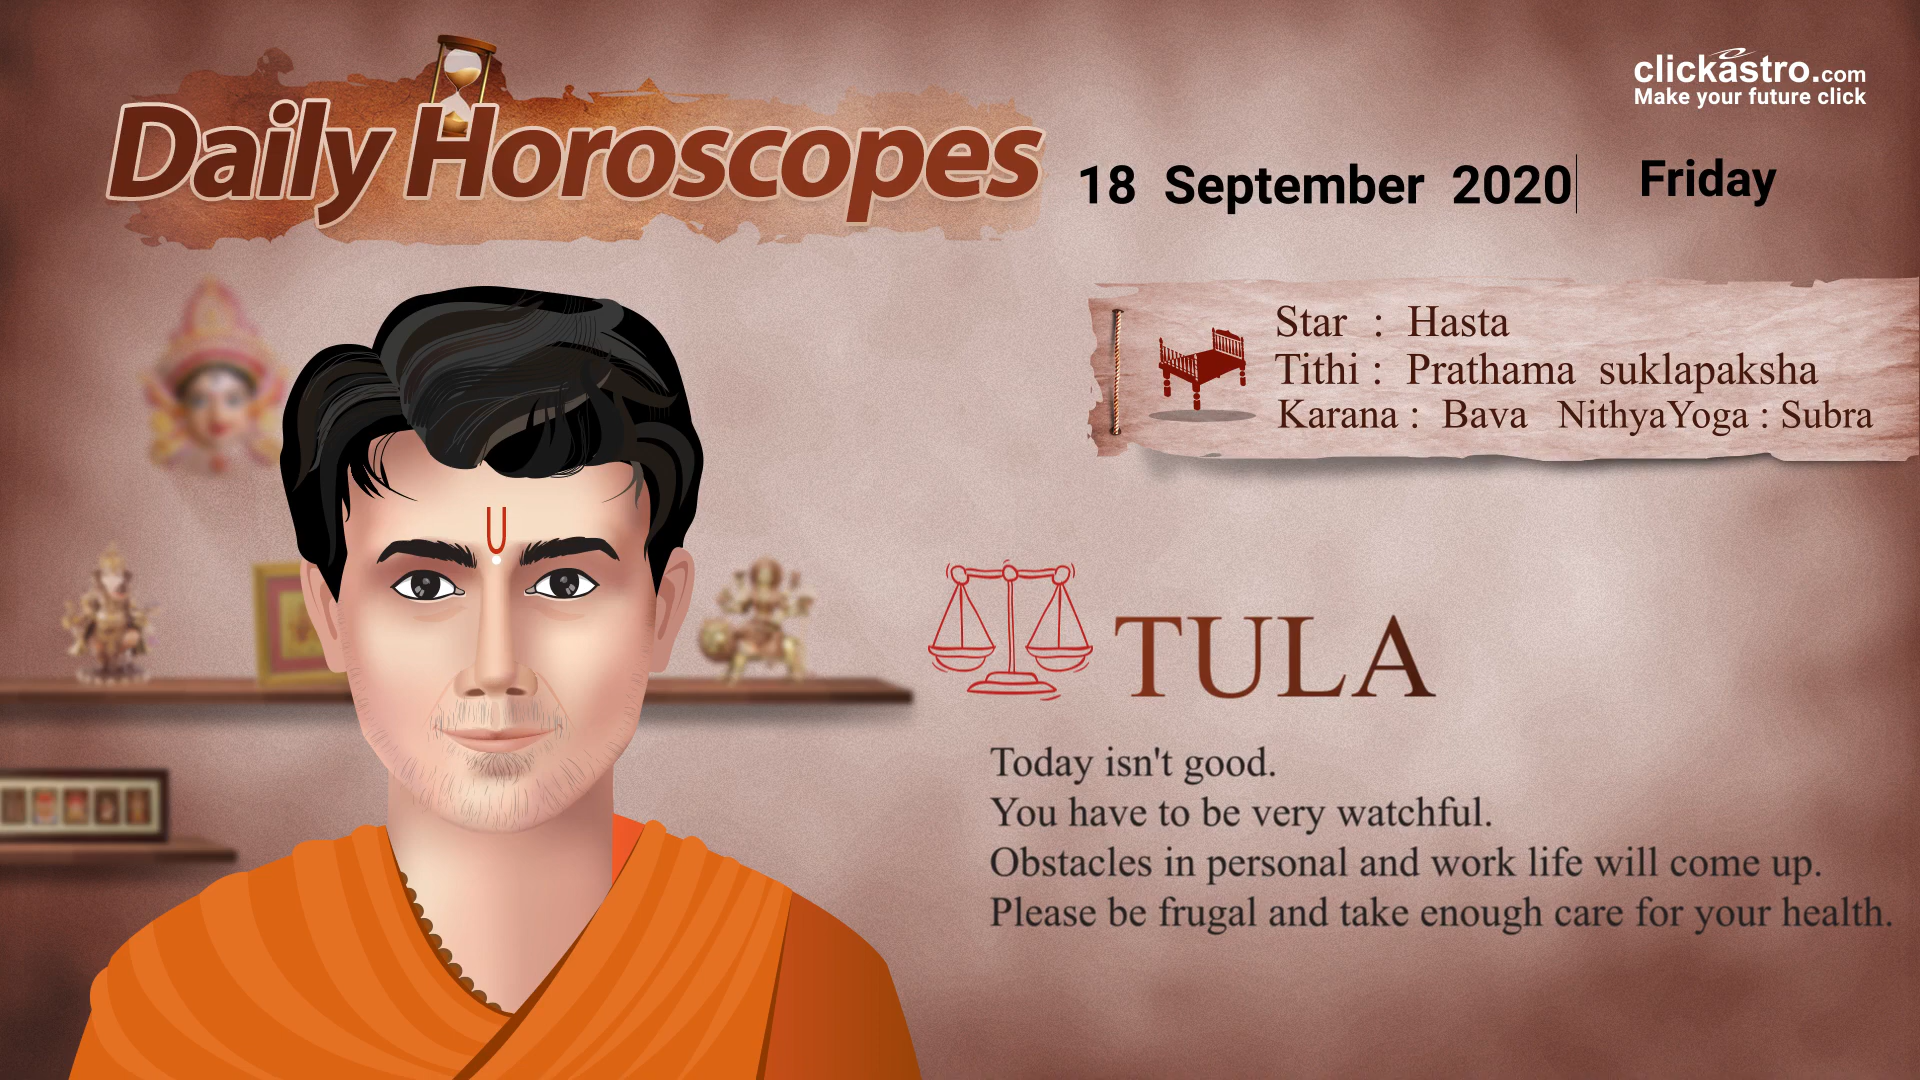 clickastro.com
Make your future click
Daily Horoscopes
18 September 2020 Friday
Star : Hasta
Tithi : Prathama suklapaksha
Karana : Bava NithyaYoga : Subra
TULA
Today isn't good.
You have to be very watchful.
Obstacles in personal and work life will come up.
Please be frugal and take enough care for your health.